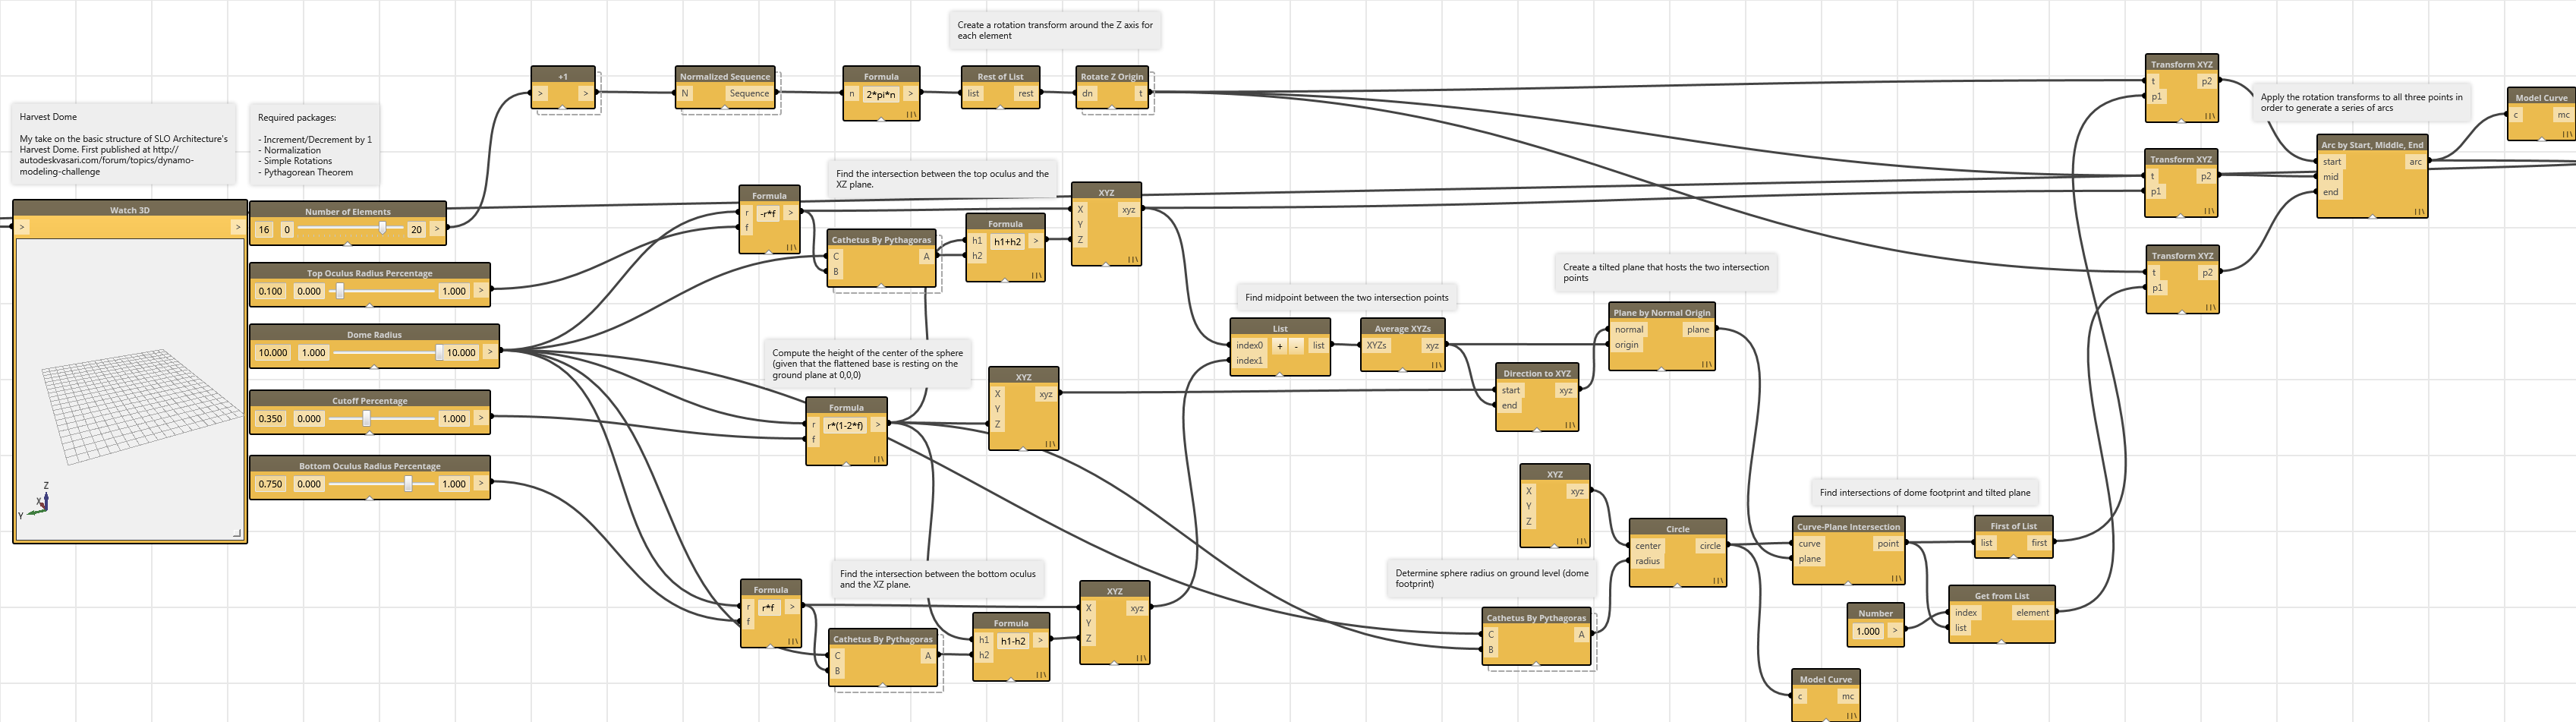 Create a rotation transform around the Z axis for
each element
Harvest Dome
My take on the basic structure of SLO Architecture's
Harvest Dome. First published at http://
autodeskvasari.com/forum/topics/dynamo-
modeling-challenge
Required packages:
- Increment/Decrement by 1
- Normalization
- Simple Rotations
- Pythagorean Theorem
+1
> >
Normalized Sequence
N Sequence
Formula
n 2*pi*n >
Rest of List
list rest
Rotate Z Origin
dn t
Transform XYZ
t p2
p1
Apply the rotation transforms to all three points in
order to generate a series of arcs
Model Curve
c mc
Transform XYZ
t p2
p1
Arc by Start, Middle, End
start arc
mid
end
Transform XYZ
t p2
p1
Watch 3D
> >
Z
X
Y
Number of Elements
16 0 20 >
Top Oculus Radius Percentage
0.100 0.000 1.000 >
Dome Radius
10.000 1.000 10.000 >
Cutoff Percentage
0.350 0.000 1.000 >
Bottom Oculus Radius Percentage
0.750 0.000 1.000 >
Find the intersection between the top oculus and the
XZ plane.
Formula
r -r*f >
f
Cathetus By Pythagoras
C A
B
Formula
h1 h1+h2 >
h2
XYZ
X xyz
Y
Z
Compute the height of the center of the sphere
(given that the flattened base is resting on the
ground plane at 0,0,0)
Formula
r r*(1-2*f) >
f
XYZ
X xyz
Y
Z
Find midpoint between the two intersection points
List
index0 + - list
index1
Average XYZs
XYZs xyz
Create a tilted plane that hosts the two intersection
points
Plane by Normal Origin
normal plane
origin
Direction to XYZ
start xyz
end
Find the intersection between the bottom oculus
and the XZ plane.
Formula
r r*f >
f
Cathetus By Pythagoras
C A
B
Formula
h1 h1-h2 >
h2
XYZ
X xyz
Y
Z
XYZ
X xyz
Y
Z
Determine sphere radius on ground level (dome
footprint)
Cathetus By Pythagoras
C A
B
Circle
center circle
radius
Find intersections of dome footprint and tilted plane
Curve-Plane Intersection
curve point
plane
First of List
list first
Number
1.000 >
Get from List
index element
list
Model Curve
c mc